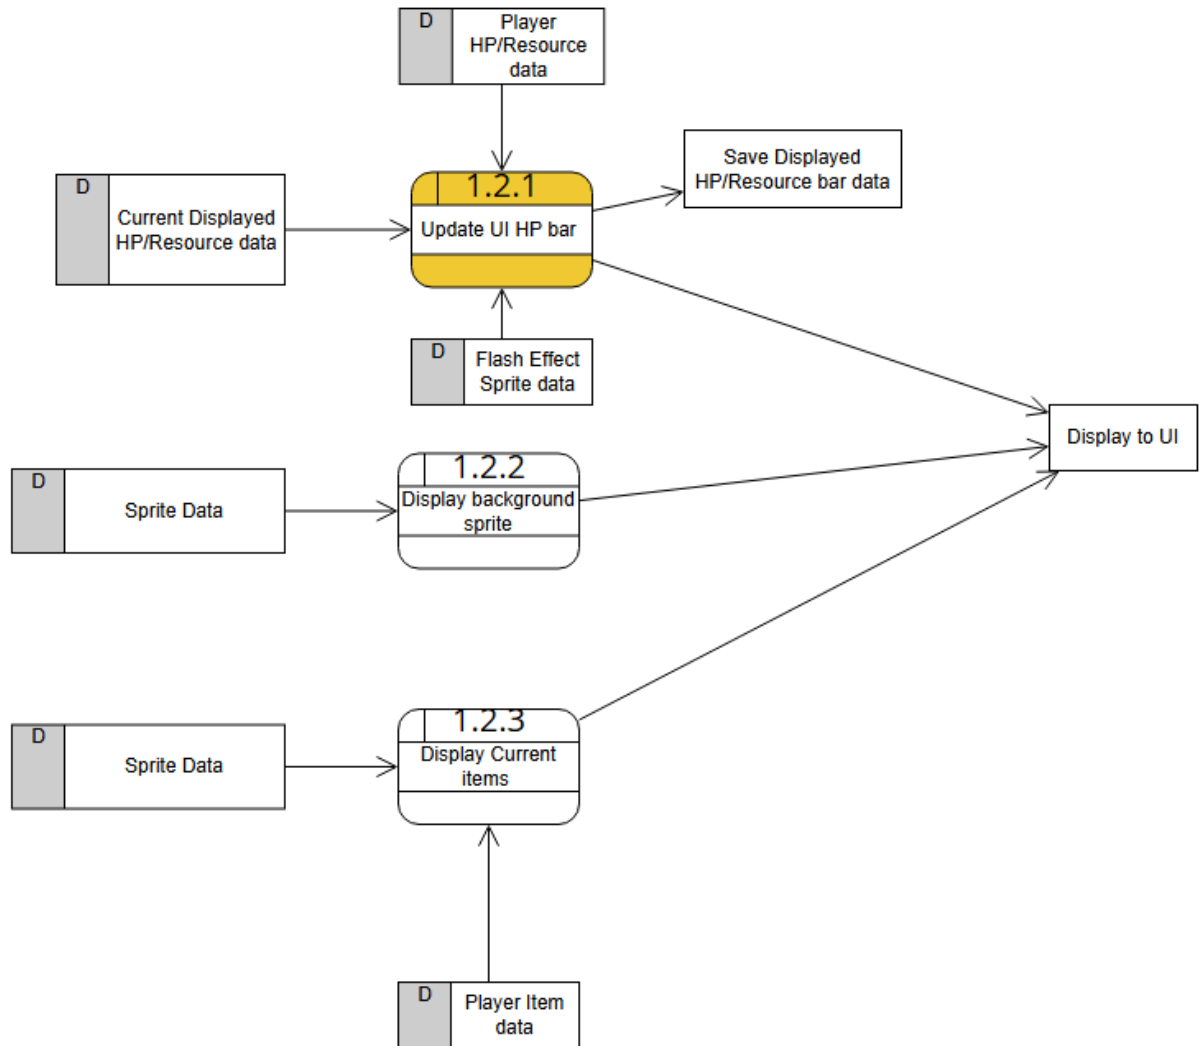 D
Player
HP/Resource
data
Save Displayed
HP/Resource bar data
D
Current Displayed
HP/Resource data
1.2.1
Update UI HP bar
D
Flash Effect
Sprite data
Display to UI
D
Sprite Data
1.2.2
Display background
sprite
D
Sprite Data
1.2.3
Display Current
items
D
Player Item
data